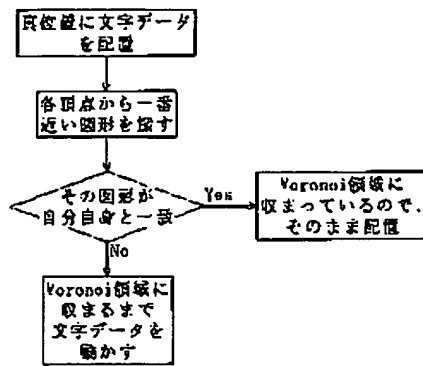 真位置に文字データ
を配置
各頂点から一番
近い図形を探す
その図形が
自分自身と一致
Yes
Voronoi領域に
収まっているので、
そのまま配置
No
Voronoi領域に
収まるまで
文字データを
動かす